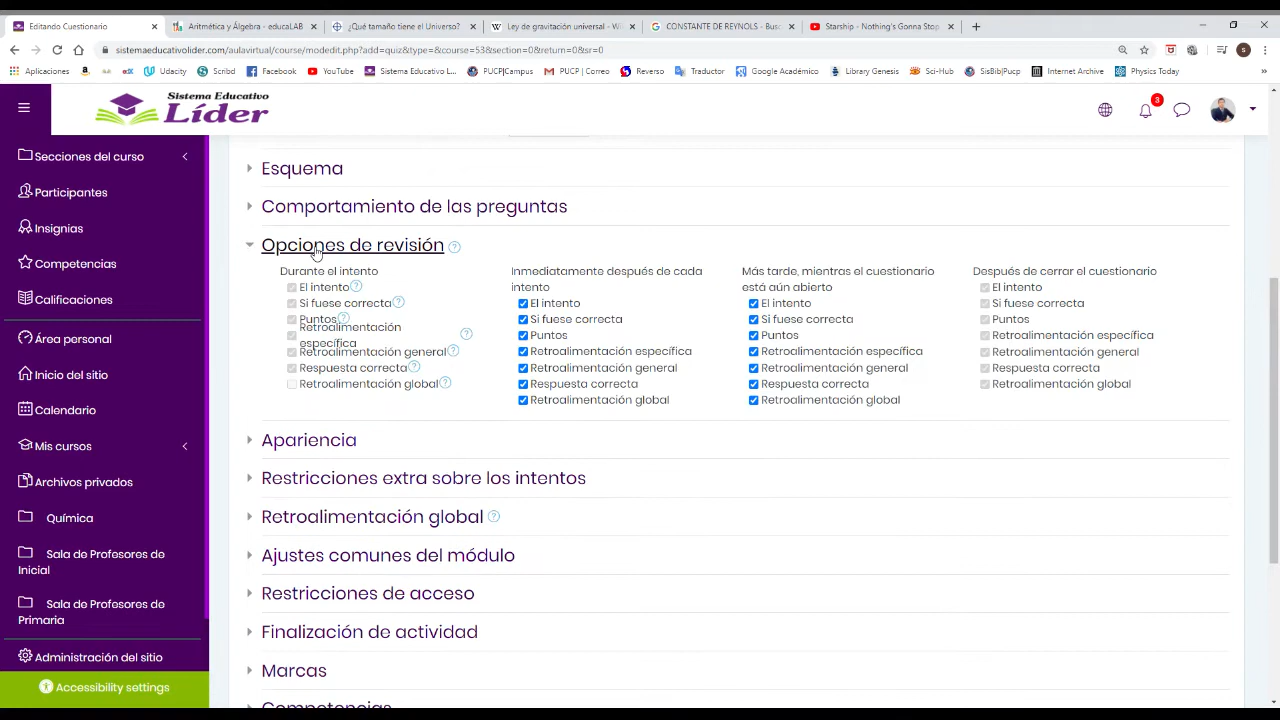 Editando Cuestionario
Aritmética y Álgebra - educaLAB
¿Qué tamaño tiene el Universo?
Ley de gravitación universal - Wi
CONSTANTE DE REYNOLS - Busc
Starship - Nothing's Gonna Stop
sistemaeducativolider.com/aulavirtual/course/modedit.php?add=quiz&type=&course=53&section=0&return=0&sr=0
Aplicaciones
Udacity
Scribd
Facebook
YouTube
Sistema Educativo L...
PUCP|Campus
PUCP | Correo
Reverso
Traductor
Google Académico
Library Genesis
Sci-Hub
SisBib|Pucp
Internet Archive
Physics Today
Sistema Educativo
Líder
3
Secciones del curso
Participantes
Insignias
Competencias
Calificaciones
Área personal
Inicio del sitio
Calendario
Mis cursos
Archivos privados
Química
Sala de Profesores de
Inicial
Sala de Profesores de
Primaria
Administración del sitio
Accessibility settings
Esquema
Comportamiento de las preguntas
Opciones de revisión
Durante el intento
El intento
Si fuese correcta
Puntos
Retroalimentación
específica
Retroalimentación general
Respuesta correcta
Retroalimentación global
Inmediatamente después de cada
intento
El intento
Si fuese correcta
Puntos
Retroalimentación específica
Retroalimentación general
Respuesta correcta
Retroalimentación global
Más tarde, mientras el cuestionario
está aún abierto
El intento
Si fuese correcta
Puntos
Retroalimentación específica
Retroalimentación general
Respuesta correcta
Retroalimentación global
Después de cerrar el cuestionario
El intento
Si fuese correcta
Puntos
Retroalimentación específica
Retroalimentación general
Respuesta correcta
Retroalimentación global
Apariencia
Restricciones extra sobre los intentos
Retroalimentación global
Ajustes comunes del módulo
Restricciones de acceso
Finalización de actividad
Marcas
Competencias